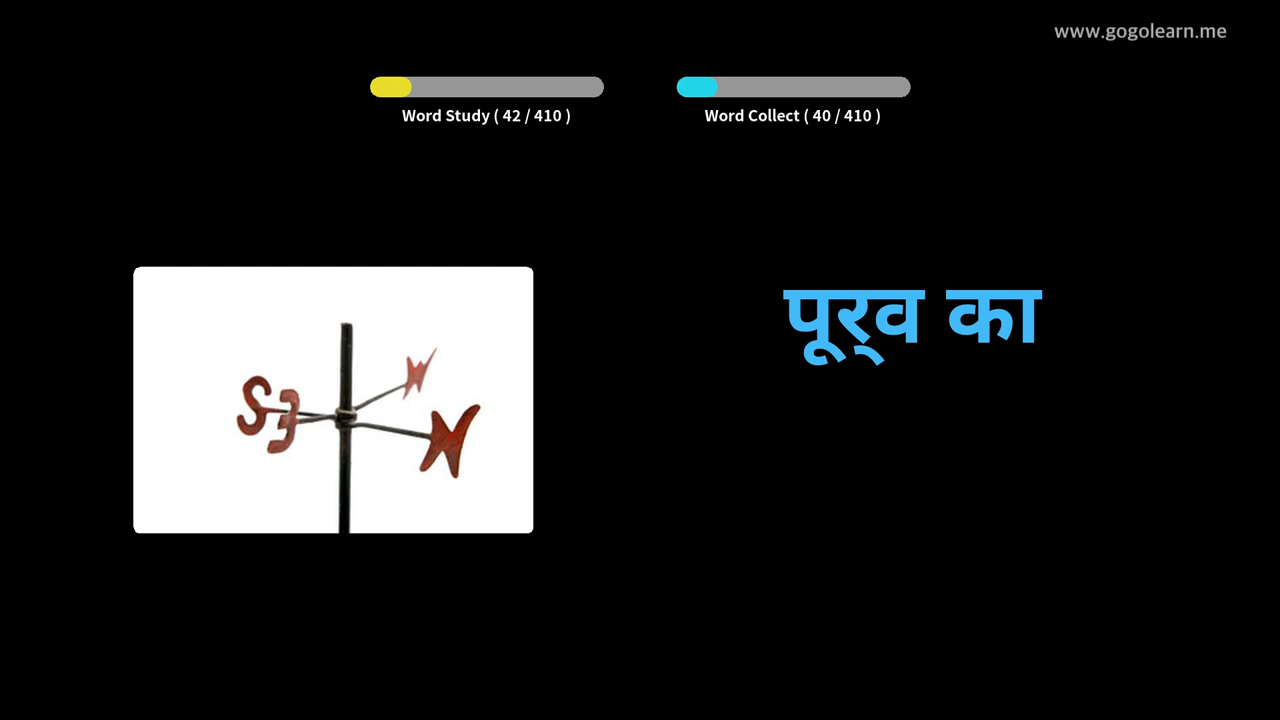 www.gogolearn.me
Word Study ( 42 / 410 )
Word Collect ( 40 / 410 )
पूर्‌व का
S E N N